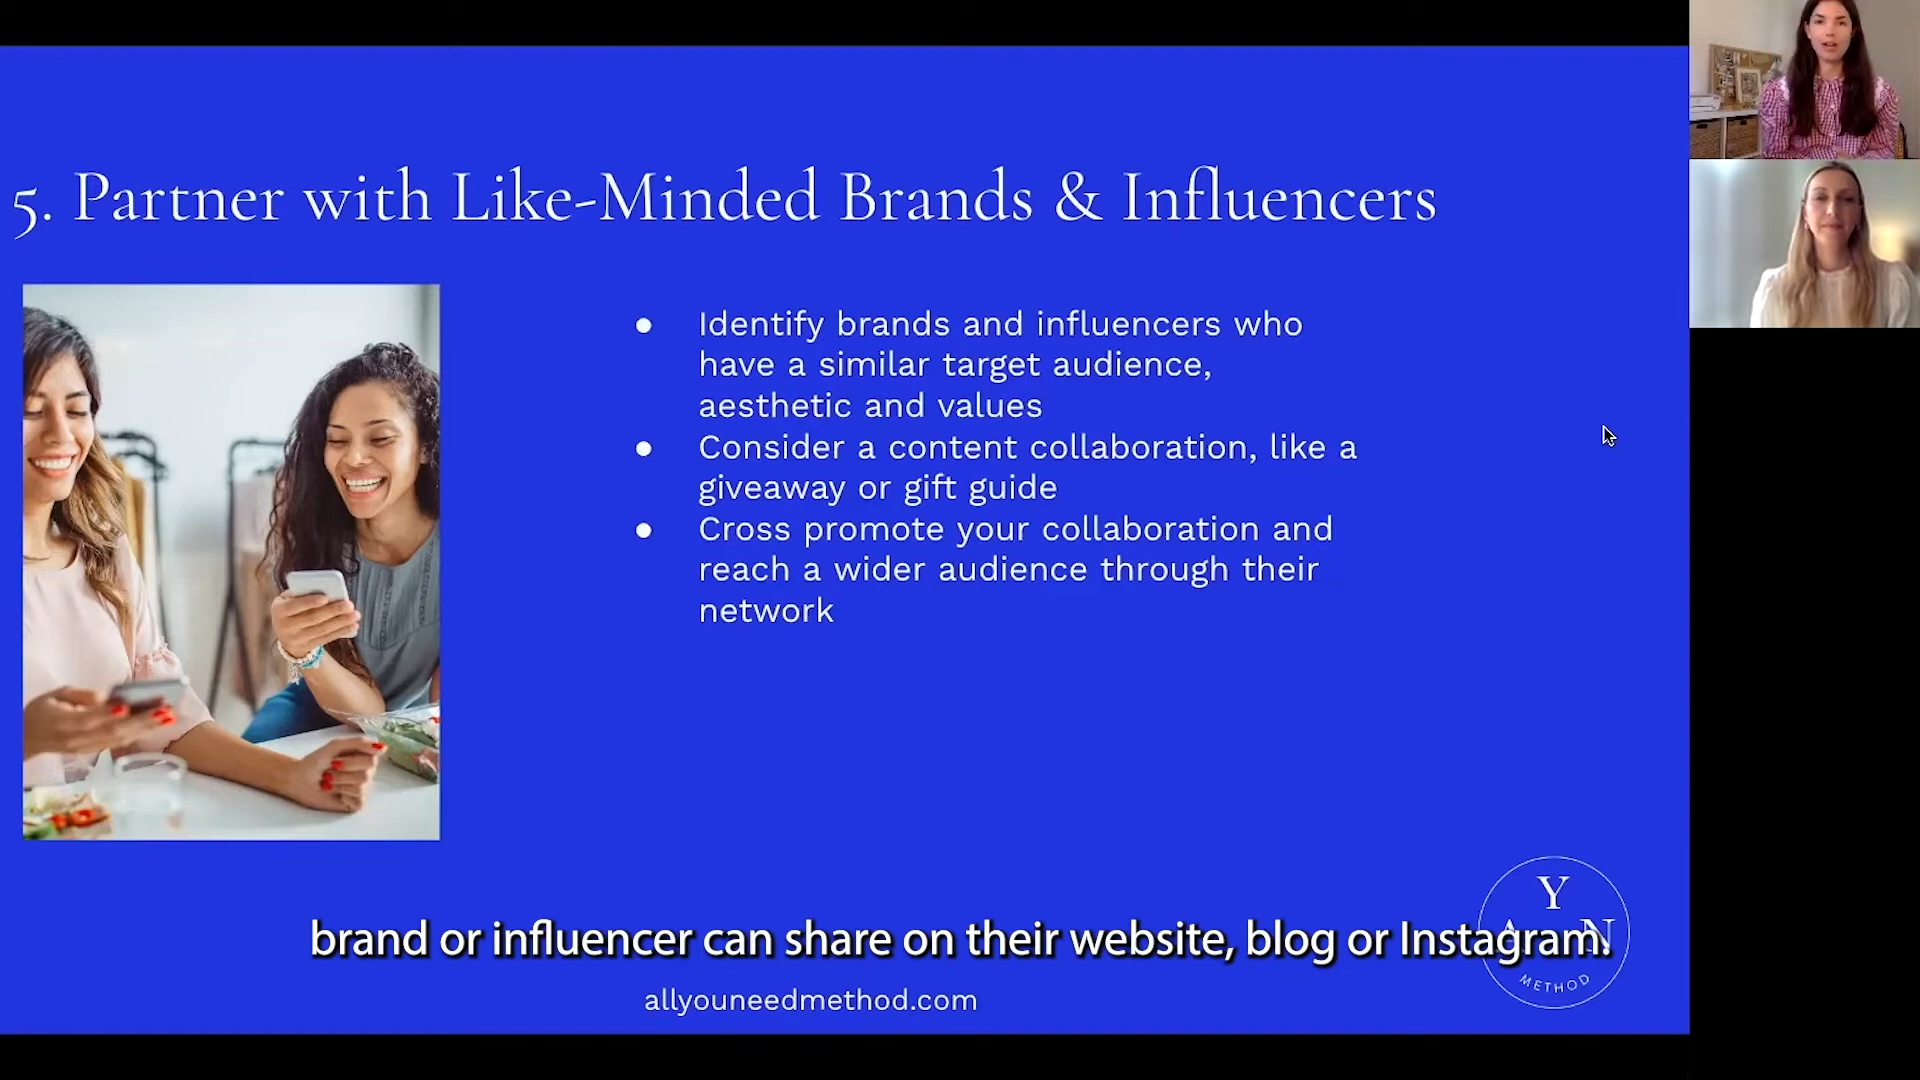 5. Partner with Like-Minded Brands & Influencers
● Identify brands and influencers who
have a similar target audience,
aesthetic and values
● Consider a content collaboration, like a
giveaway or gift guide
● Cross promote your collaboration and
reach a wider audience through their
network
brand or influencer can share on their website, blog or Instagram.
Y
A N
METHOD
allyouneedmethod.com